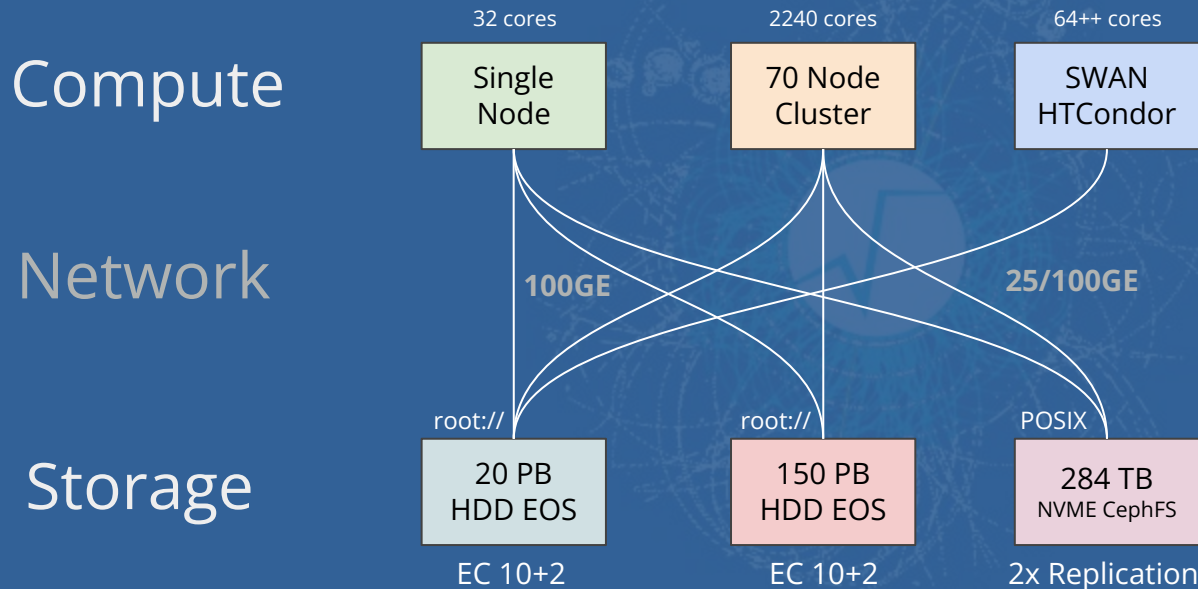 32 cores
2240 cores
64++ cores
Compute
Single
Node
70 Node
Cluster
SWAN
HTCondor
Network
100GE
25/100GE
root://
root://
POSIX
Storage
20 PB
HDD EOS
150 PB
HDD EOS
284 TB
NVME CephFS
EC 10+2
EC 10+2
2x Replication